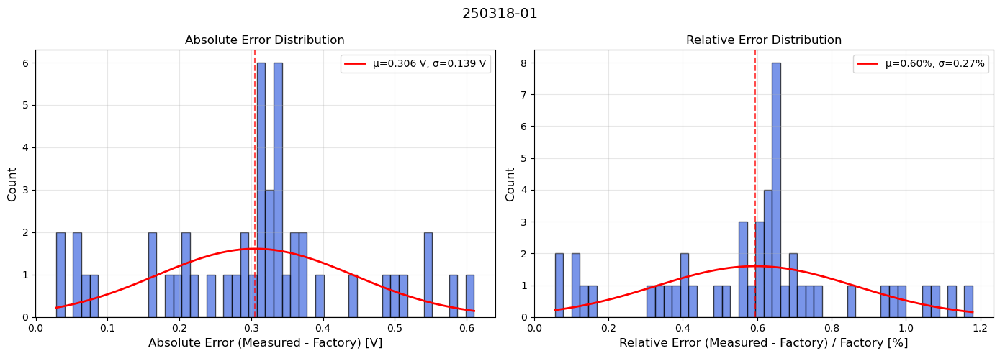 250318-01
Absolute Error Distribution
μ=0.306 V, σ=0.139 V
Count
6
5
4
3
2
1
0
0.0 0.1 0.2 0.3 0.4 0.5 0.6
Absolute Error (Measured - Factory) [V]
Relative Error Distribution
μ=0.60%, σ=0.27%
Count
8
7
6
5
4
3
2
1
0
0.0 0.2 0.4 0.6 0.8 1.0 1.2
Relative Error (Measured - Factory) / Factory [%]